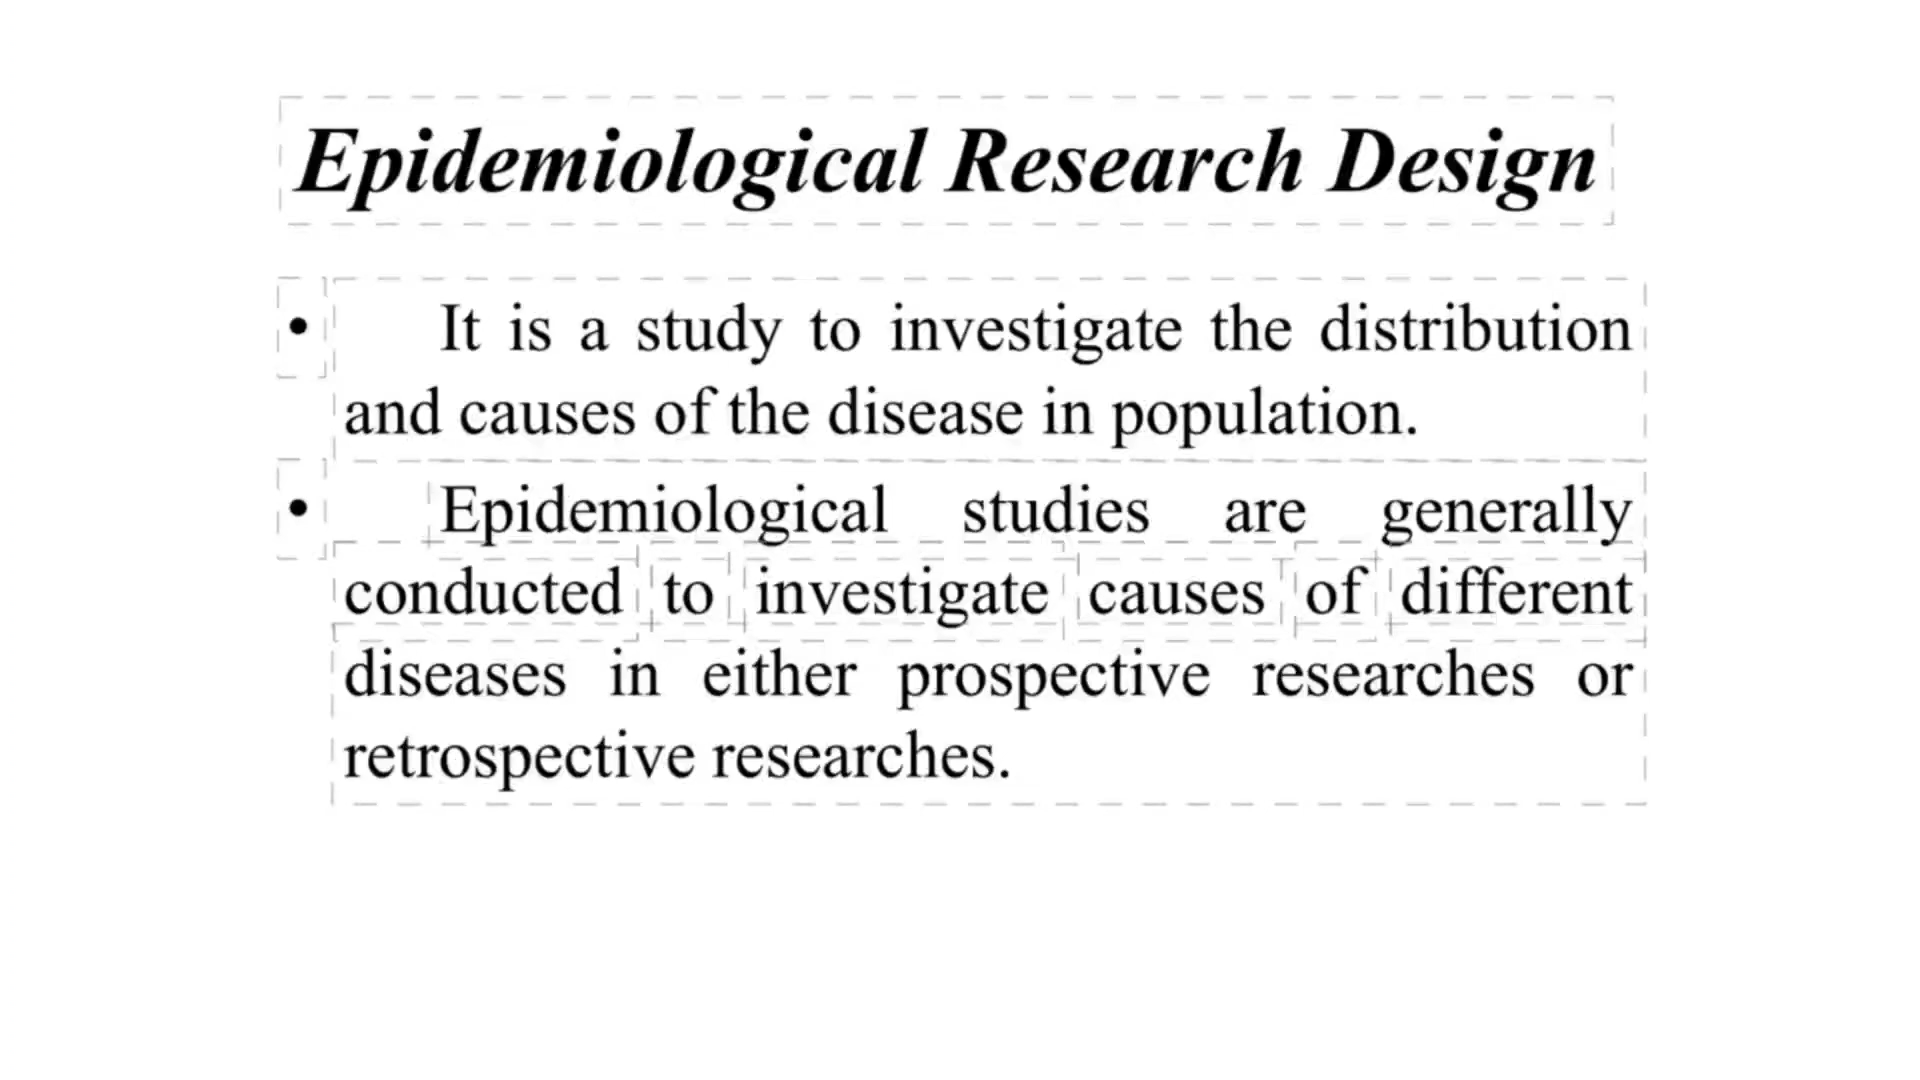 Epidemiological Research Design
• It is a study to investigate the distribution
and causes of the disease in population.
• Epidemiological studies are generally
conducted to investigate causes of different
diseases in either prospective researches or
retrospective researches.